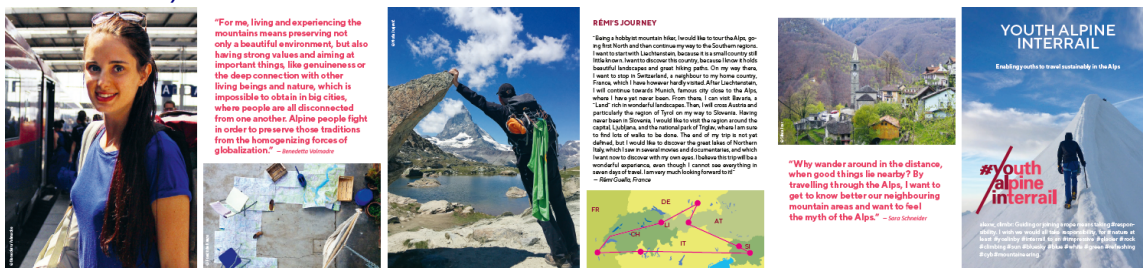 "For me, living and experiencing the
mountains means preserving not
only a beautiful environment, but also
having strong values and aiming at
important things, like genuineness or
the deep connection with other
living beings and nature, which is
impossible to obtain in big cities,
where people are all disconnected
from one another. Alpine people fight
in order to preserve those traditions
from the homogenizing forces of
globalization." – Benedetta Valmadre
RÉMI'S JOURNEY
"Being a hobbyist mountain hiker, I would like to tour the Alps, go-
ing first North and then continue my way to the Southern regions.
I want to start with Liechtenstein, because it is a small country still
little known. I want to discover this country, because I know it holds
beautiful landscapes and great hiking paths. On my way there,
I want to stop in Switzerland, a neighbour to my home country,
France, which I have however hardly visited. After Liechtenstein,
I will continue towards Munich, famous city close to the Alps,
where I have yet never been. From there, I can visit Bavaria, a
"Land" rich in wonderful landscapes. Then, I will cross Austria and
particularly the region of Tyrol on my way to Slovenia. Having
never been in Slovenia, I would like to visit the region around the
capital, Ljubljana, and the national park of Triglav, where I am sure
to find lots of walks to be done. The end of my trip is not yet
defined, but I would like to discover the great lakes of Northern
Italy, which I saw in several movies and documentaries, and which
I want now to discover with my own eyes. I believe this trip will be a
wonderful experience, even though I cannot see everything in
seven days of travel. I am very much looking forward to it!"
– Rémi Guella, France
FR
DE
CH
LI
AT
IT
SI
"Why wander around in the distance,
when good things lie nearby? By
travelling through the Alps, I want to
get to know better our neighbouring
mountain areas and want to feel
the myth of the Alps." – Sara Schneider
YOUTH ALPINE
INTERRAIL
Enabling youths to travel sustainably in the Alps
#youth
alpine
interrail